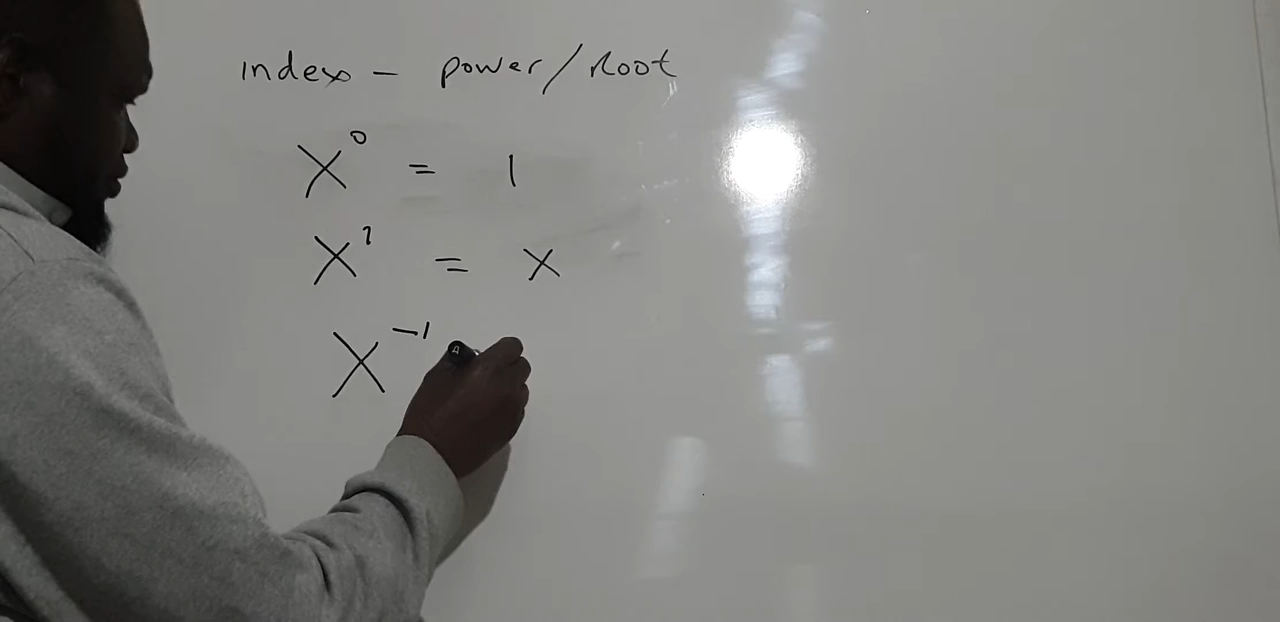 index - power/Root
X⁰ = 1
X¹ = x
X⁻¹